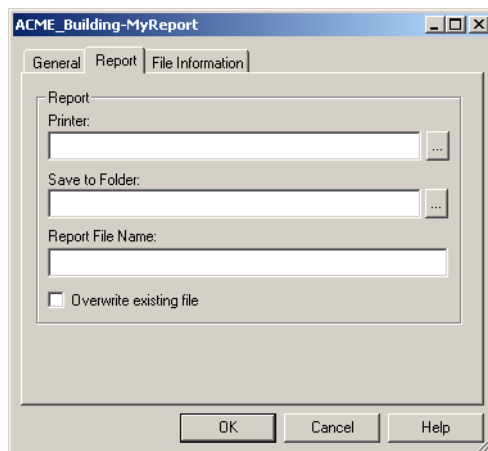 ACME_Building-MyReport
General Report File Information
Report
Printer:
...
Save to Folder:
...
Report File Name:
Overwrite existing file
OK Cancel Help